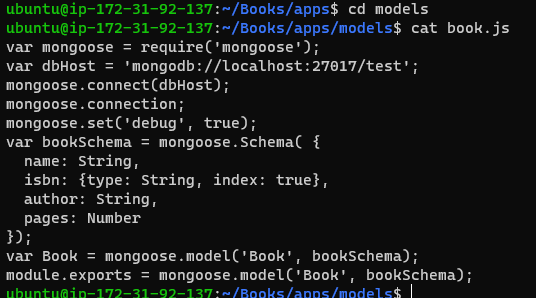 ubuntu@ip-172-31-92-137:~/Books/apps$ cd models
ubuntu@ip-172-31-92-137:~/Books/apps/models$ cat book.js
var mongoose = require('mongoose');
var dbHost = 'mongodb://localhost:27017/test';
mongoose.connect(dbHost);
mongoose.connection;
mongoose.set('debug', true);
var bookSchema = mongoose.Schema( {
  name: String,
  isbn: {type: String, index: true},
  author: String,
  pages: Number
});
var Book = mongoose.model('Book', bookSchema);
module.exports = mongoose.model('Book', bookSchema);
ubuntu@ip-172-31-92-137:~/Books/apps/models$